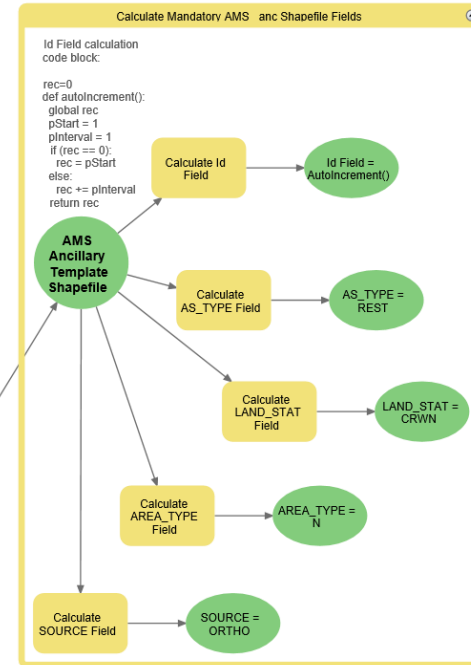 Calculate Mandatory AMS anc Shapefile Fields
Id Field calculation
code block:
rec=0
def autoIncrement():
global rec
pStart = 1
pInterval = 1
if (rec == 0):
rec = pStart
else:
rec += pInterval
return rec
Calculate Id
Field
Id Field =
AutoIncrement()
AMS
Ancillary
Template
Shapefile
Calculate
AS_TYPE Field
AS_TYPE =
REST
Calculate
LAND_STAT
Field
LAND_STAT =
CRWN
Calculate
AREA_TYPE
Field
AREA_TYPE =
N
Calculate
SOURCE Field
SOURCE =
ORTHO